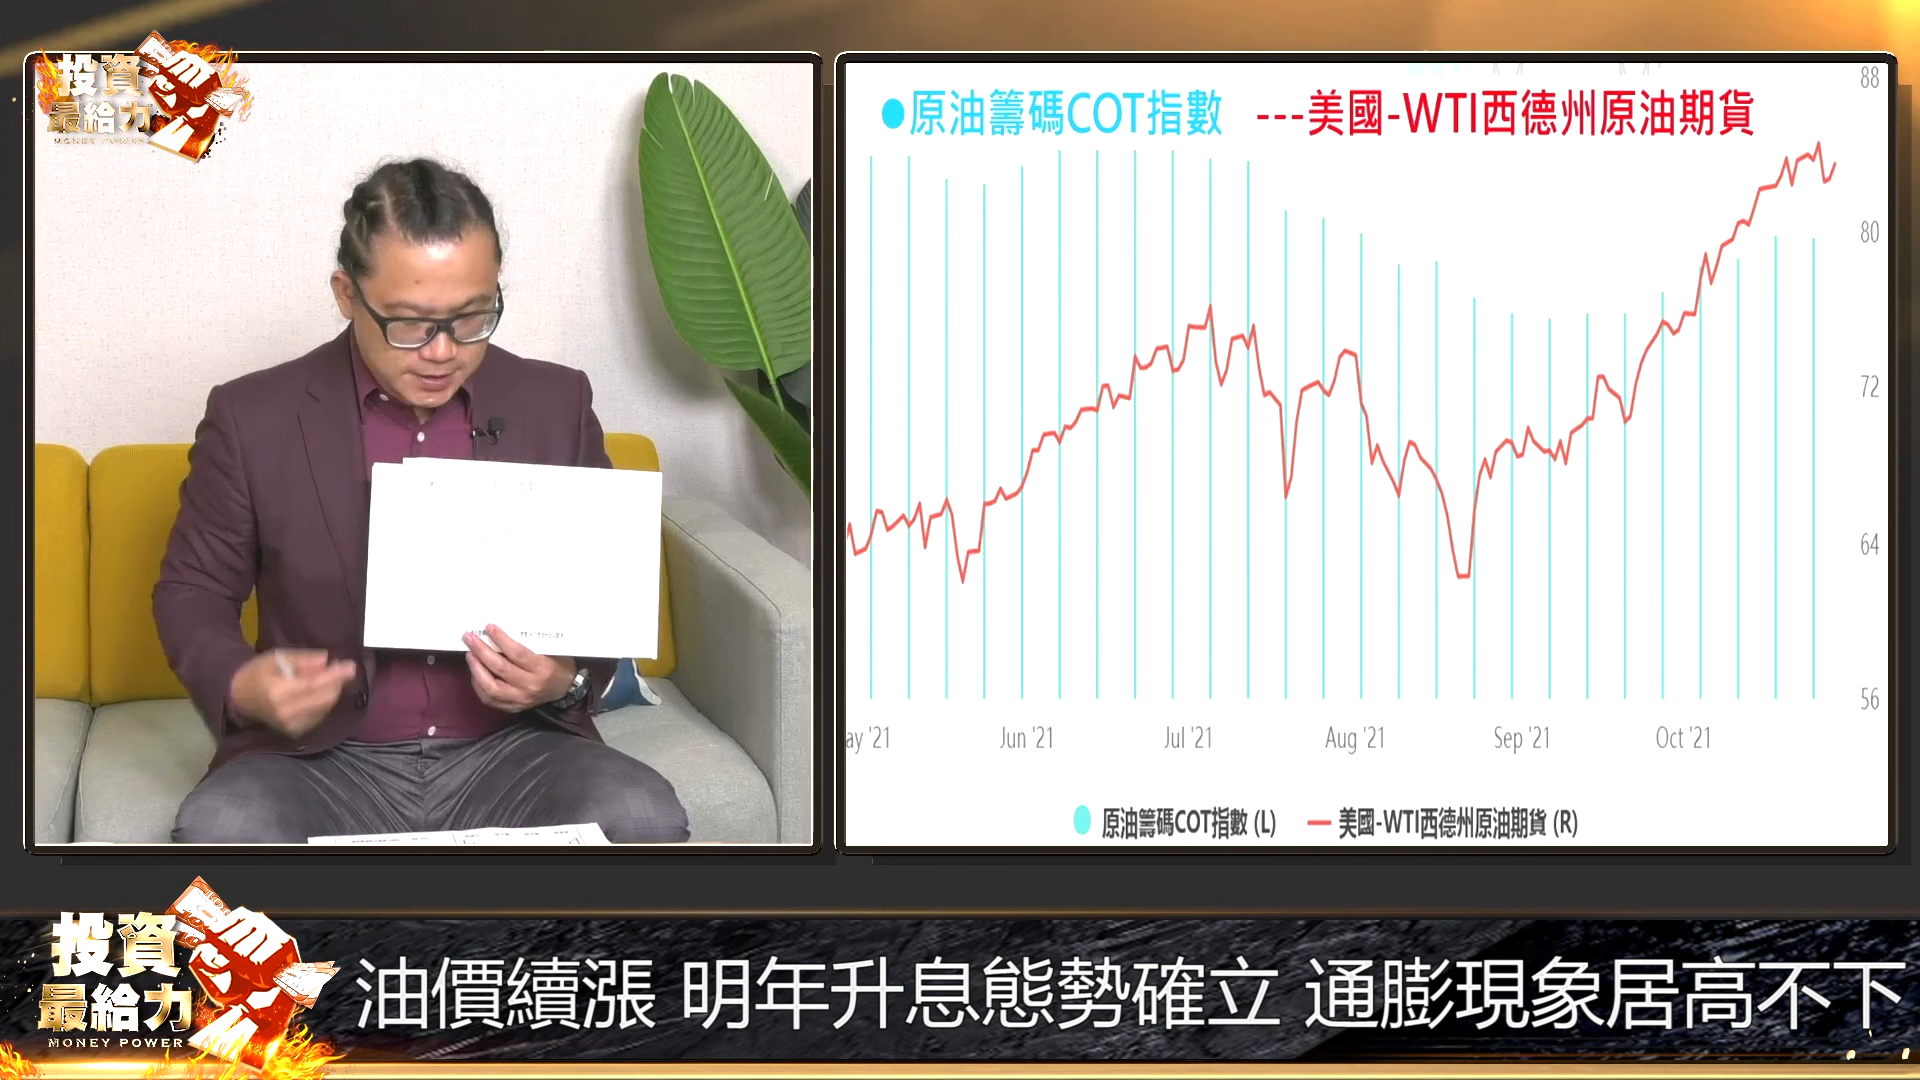 投資
最給力
MONEY POWER
●原油籌碼COT指數 ---美國-WTI西德州原油期貨
88
80
72
64
56
ay '21 Jun '21 Jul '21 Aug '21 Sep '21 Oct '21
原油籌碼COT指數 (L) 美國-WTI西德州原油期貨 (R)
投資
最給力
MONEY POWER
油價續漲 明年升息態勢確立 通膨現象居高不下